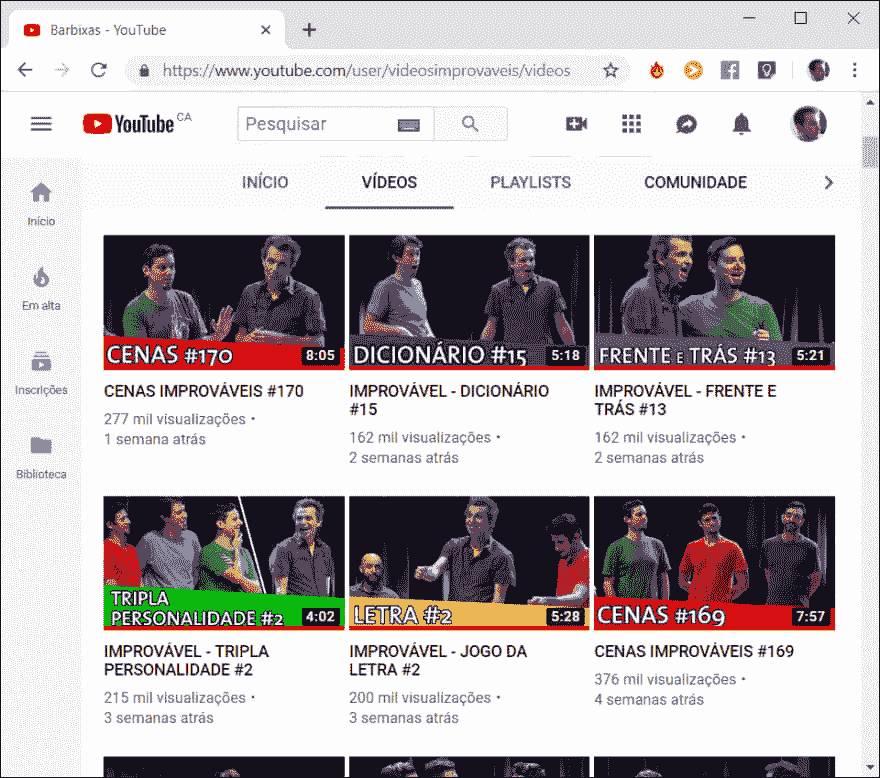 Barbixas - YouTube
https://www.youtube.com/user/videosimprovaveis/videos
YouTube CA
Pesquisar
INÍCIO
VÍDEOS
PLAYLISTS
COMUNIDADE
Início
Em alta
Inscrições
Biblioteca
CENAS #170
8:05
DICIONÁRIO #15
5:18
FRENTE E TRÁS #13
5:21
CENAS IMPROVÁVEIS #170
277 mil visualizações •
1 semana atrás
IMPROVÁVEL - DICIONÁRIO
#15
162 mil visualizações •
2 semanas atrás
IMPROVÁVEL - FRENTE E
TRÁS #13
162 mil visualizações •
2 semanas atrás
TRIPLA
PERSONALIDADE #2
4:02
LETRA #2
5:28
CENAS #169
7:57
IMPROVÁVEL - TRIPLA
PERSONALIDADE #2
215 mil visualizações •
3 semanas atrás
IMPROVÁVEL - JOGO DA
LETRA #2
200 mil visualizações •
3 semanas atrás
CENAS IMPROVÁVEIS #169
376 mil visualizações •
4 semanas atrás